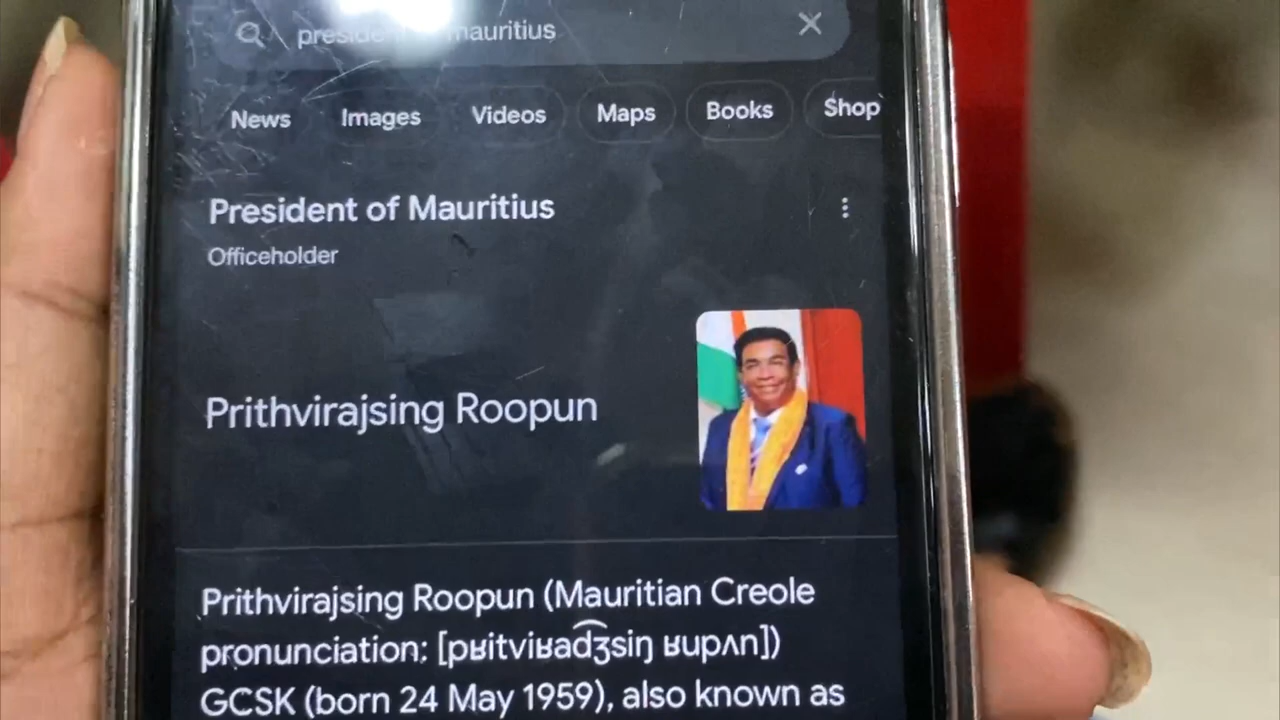 president mauritius
News Images Videos Maps Books Shop
President of Mauritius
Officeholder
Prithvirajsing Roopun
Prithvirajsing Roopun (Mauritian Creole
pronunciation: [pʁitviʁad͡ʒsiŋ ʁupʌn])
GCSK (born 24 May 1959), also known as